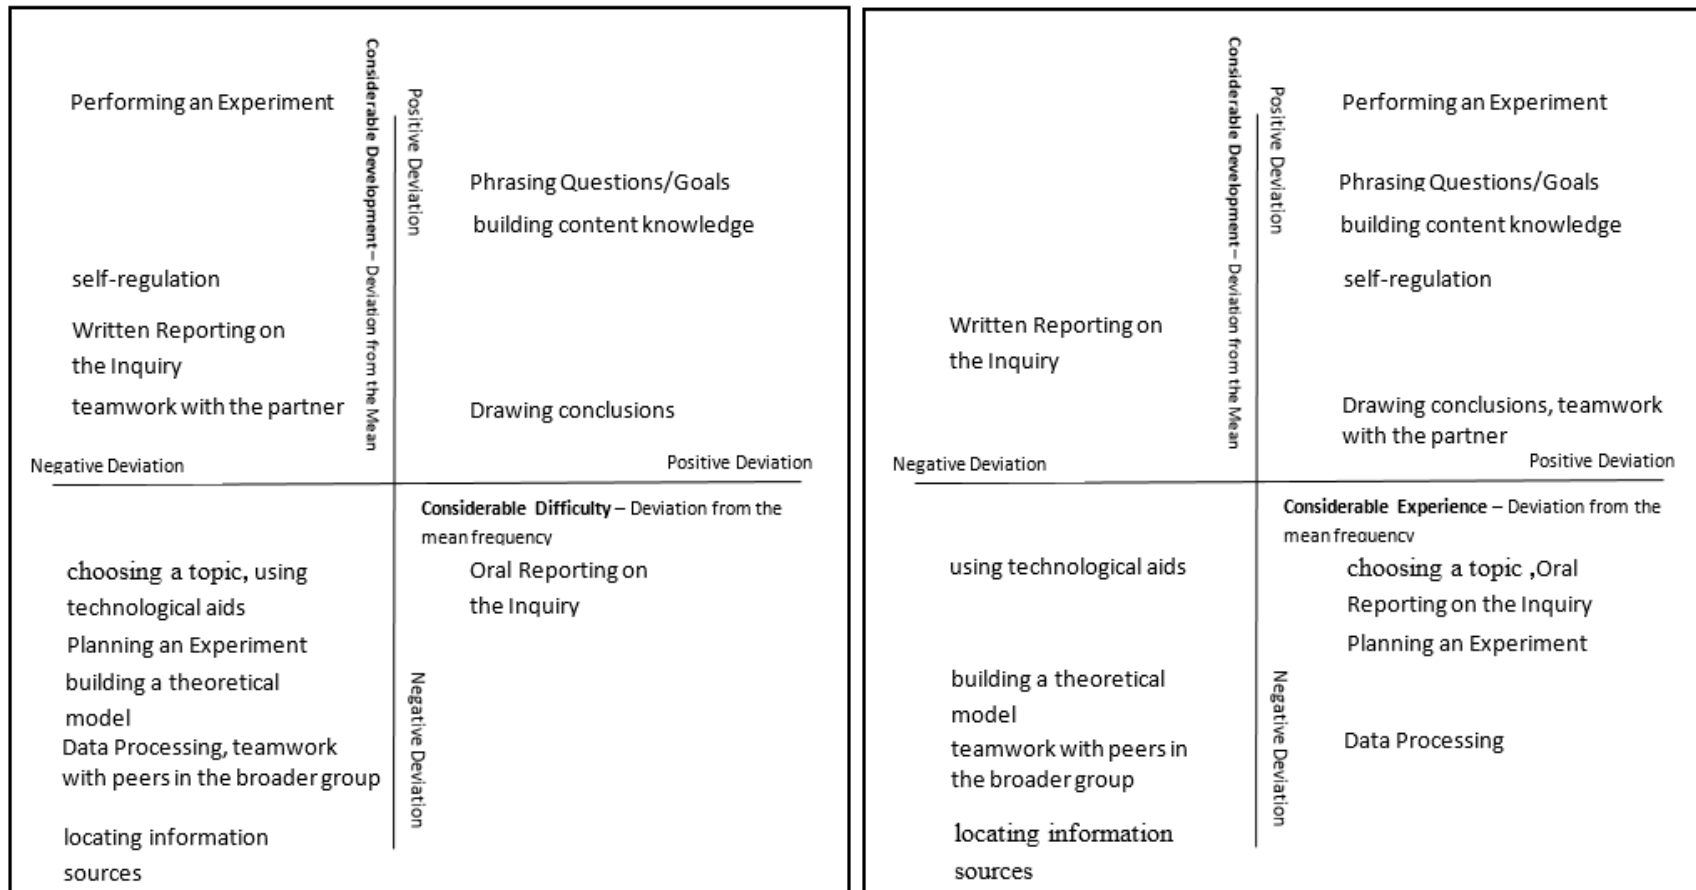 Considerable Development – Deviation from the Mean
Positive Deviation
Performing an Experiment
Phrasing Questions/Goals
building content knowledge
self-regulation
Written Reporting on
the Inquiry
teamwork with the partner
Drawing conclusions
Negative Deviation
Positive Deviation
Considerable Difficulty – Deviation from the
mean frequency
choosing a topic, using
technological aids
Oral Reporting on
the Inquiry
Planning an Experiment
building a theoretical
model
Data Processing, teamwork
with peers in the broader group
Negative Deviation
locating information
sources
Considerable Development – Deviation from the Mean
Positive Deviation
Performing an Experiment
Phrasing Questions/Goals
building content knowledge
self-regulation
Written Reporting on
the Inquiry
Drawing conclusions, teamwork
with the partner
Negative Deviation
Positive Deviation
Considerable Experience – Deviation from the
mean frequency
using technological aids
choosing a topic ,Oral
Reporting on the Inquiry
Planning an Experiment
building a theoretical
model
teamwork with peers in
the broader group
Data Processing
Negative Deviation
locating information
sources